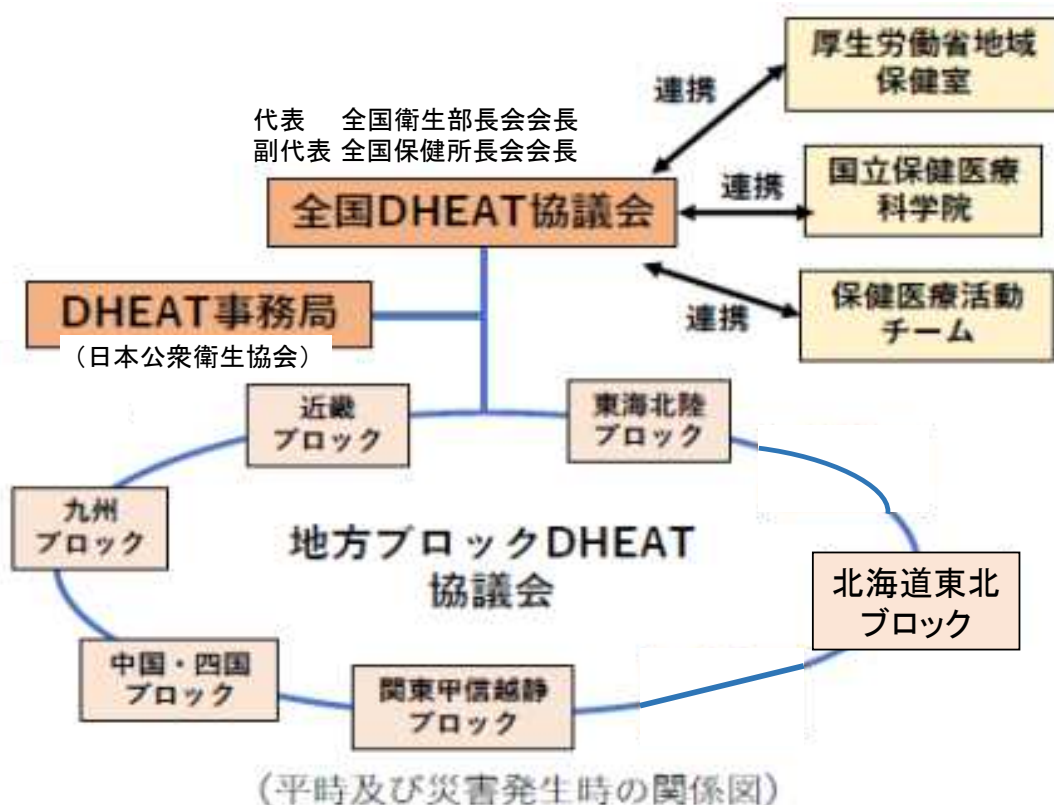 厚生労働省地域
保健室
連携
代表 全国衛生部長会会長
副代表 全国保健所長会会長
連携
国立保健医療
科学院
全国DHEAT協議会
DHEAT事務局
（日本公衆衛生協会）
連携
保健医療活動
チーム
近畿
ブロック
東海北陸
ブロック
九州
ブロック
地方ブロックDHEAT
協議会
北海道東北
ブロック
中国・四国
ブロック
関東甲信越静
ブロック
（平時及び災害発生時の関係図）